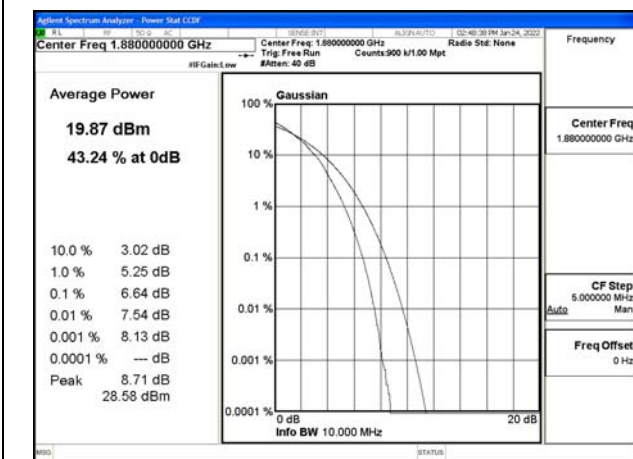 Agilent Spectrum Analyzer - Power Stat CCDF
RL RF 50 Ω AC SENSE:INT ALIGN AUTO 02:48:38 PM Jan 24, 2022
Center Freq 1.880000000 GHz
Center Freq: 1.880000000 GHz Radio Std: None
Trig: Free Run Counts:900 k/1.00 Mpt
#IFGain:Low #Atten: 40 dB
Frequency
Average Power
19.87 dBm
43.24 % at 0dB
10.0 % 3.02 dB
1.0 % 5.25 dB
0.1 % 6.64 dB
0.01 % 7.54 dB
0.001 % 8.13 dB
0.0001 % --- dB
Peak 8.71 dB
28.58 dBm
Gaussian
100 %
10 %
1 %
0.1 %
0.01 %
0.001 %
0.0001 %
0 dB 20 dB
Info BW 10.000 MHz
Center Freq
1.880000000 GHz
CF Step
5.000000 MHz
Auto Man
Freq Offset
0 Hz
MSG STATUS